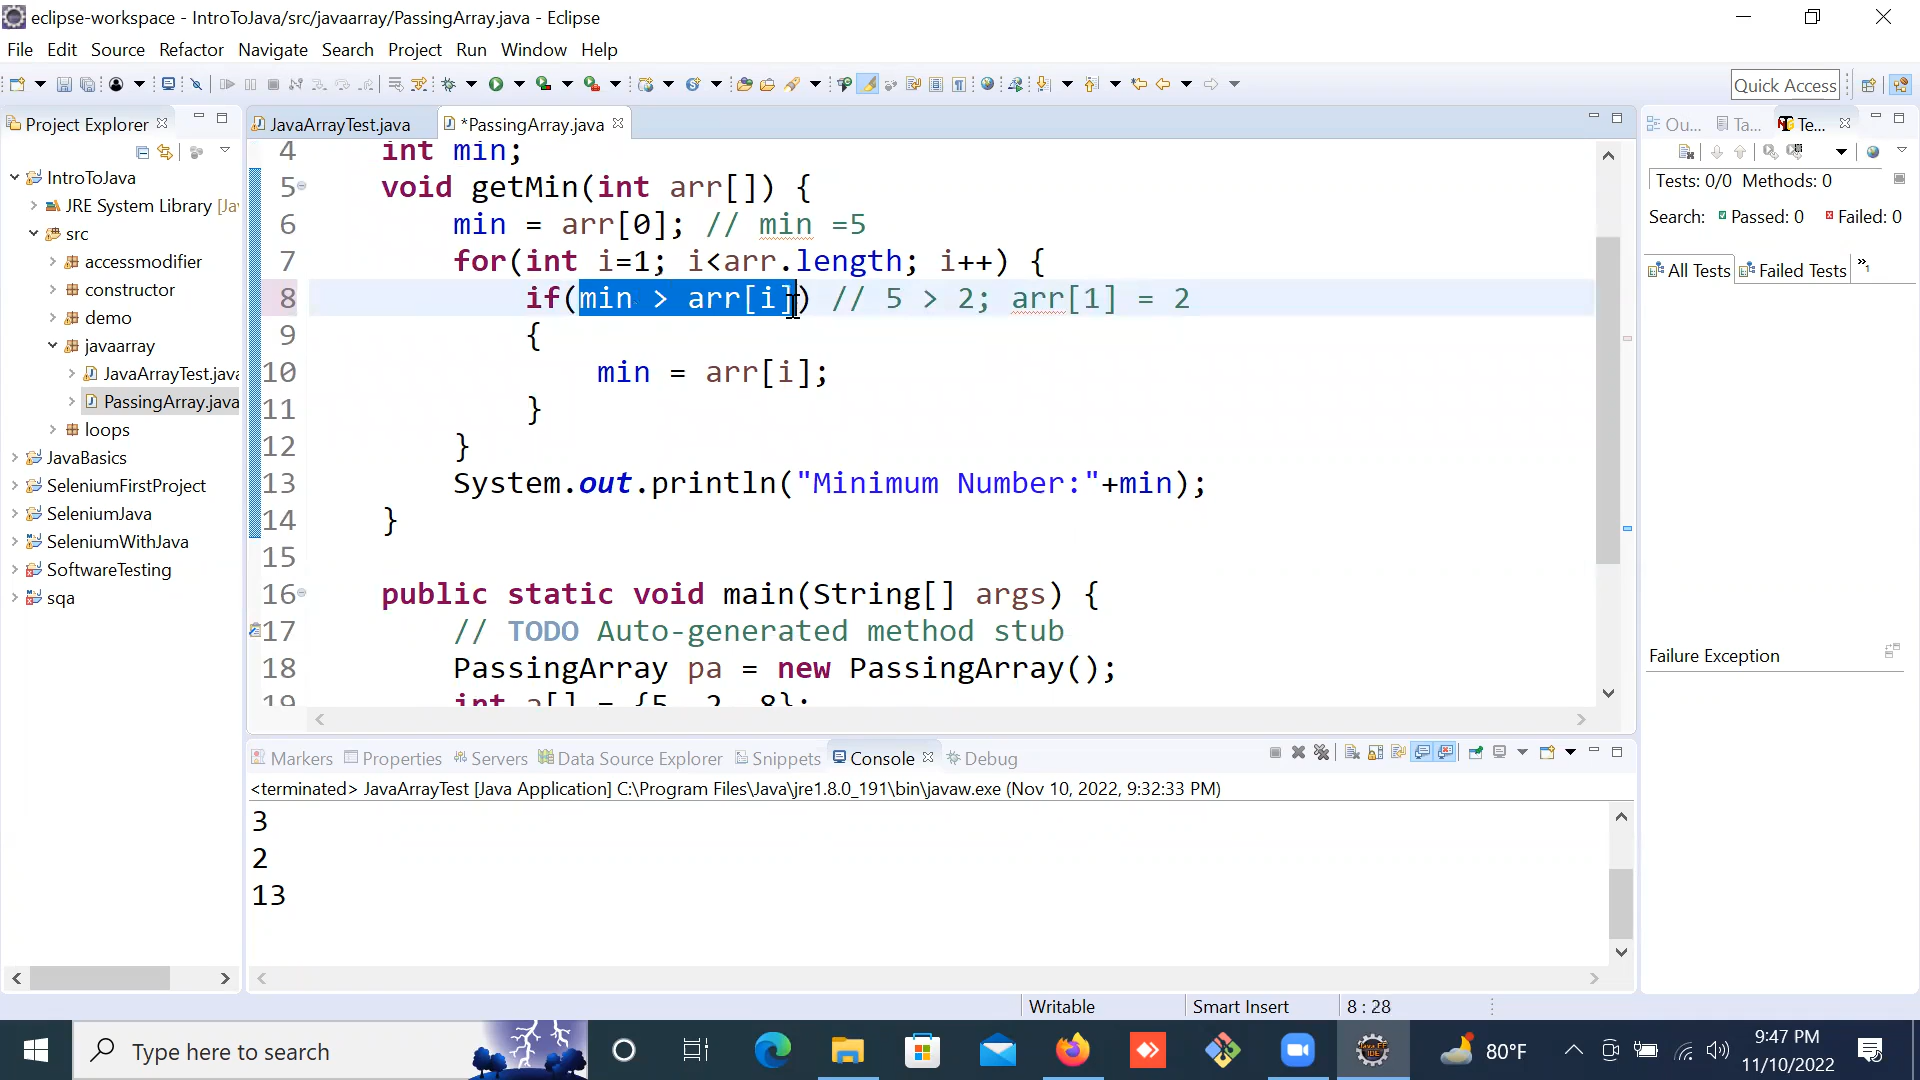 eclipse-workspace - IntroToJava/src/javaarray/PassingArray.java - Eclipse
File Edit Source Refactor Navigate Search Project Run Window Help
Quick Access
Project Explorer
JavaArrayTest.java
*PassingArray.java
Ou...
Ta...
Te...
IntroToJava
JRE System Library [Jav
src
accessmodifier
constructor
demo
javaarray
JavaArrayTest.java
PassingArray.java
loops
JavaBasics
SeleniumFirstProject
SeleniumJava
SeleniumWithJava
SoftwareTesting
sqa
4 int min;
5 void getMin(int arr[]) {
6 min = arr[0]; // min =5
7 for(int i=1; i<arr.length; i++) {
8 if(min > arr[i]) // 5 > 2; arr[1] = 2
9 {
10 min = arr[i];
11 }
12 }
13 System.out.println("Minimum Number:"+min);
14 }
15
16 public static void main(String[] args) {
17 // TODO Auto-generated method stub
18 PassingArray pa = new PassingArray();
19 int a[] = {5, 2, 8};
Tests: 0/0 Methods: 0
Search: Passed: 0 Failed: 0
All Tests Failed Tests »1
Failure Exception
Markers Properties Servers Data Source Explorer Snippets Console Debug
<terminated> JavaArrayTest [Java Application] C:\Program Files\Java\jre1.8.0_191\bin\javaw.exe (Nov 10, 2022, 9:32:33 PM)
3
2
13
Writable Smart Insert 8 : 28
Type here to search
80°F
9:47 PM
11/10/2022